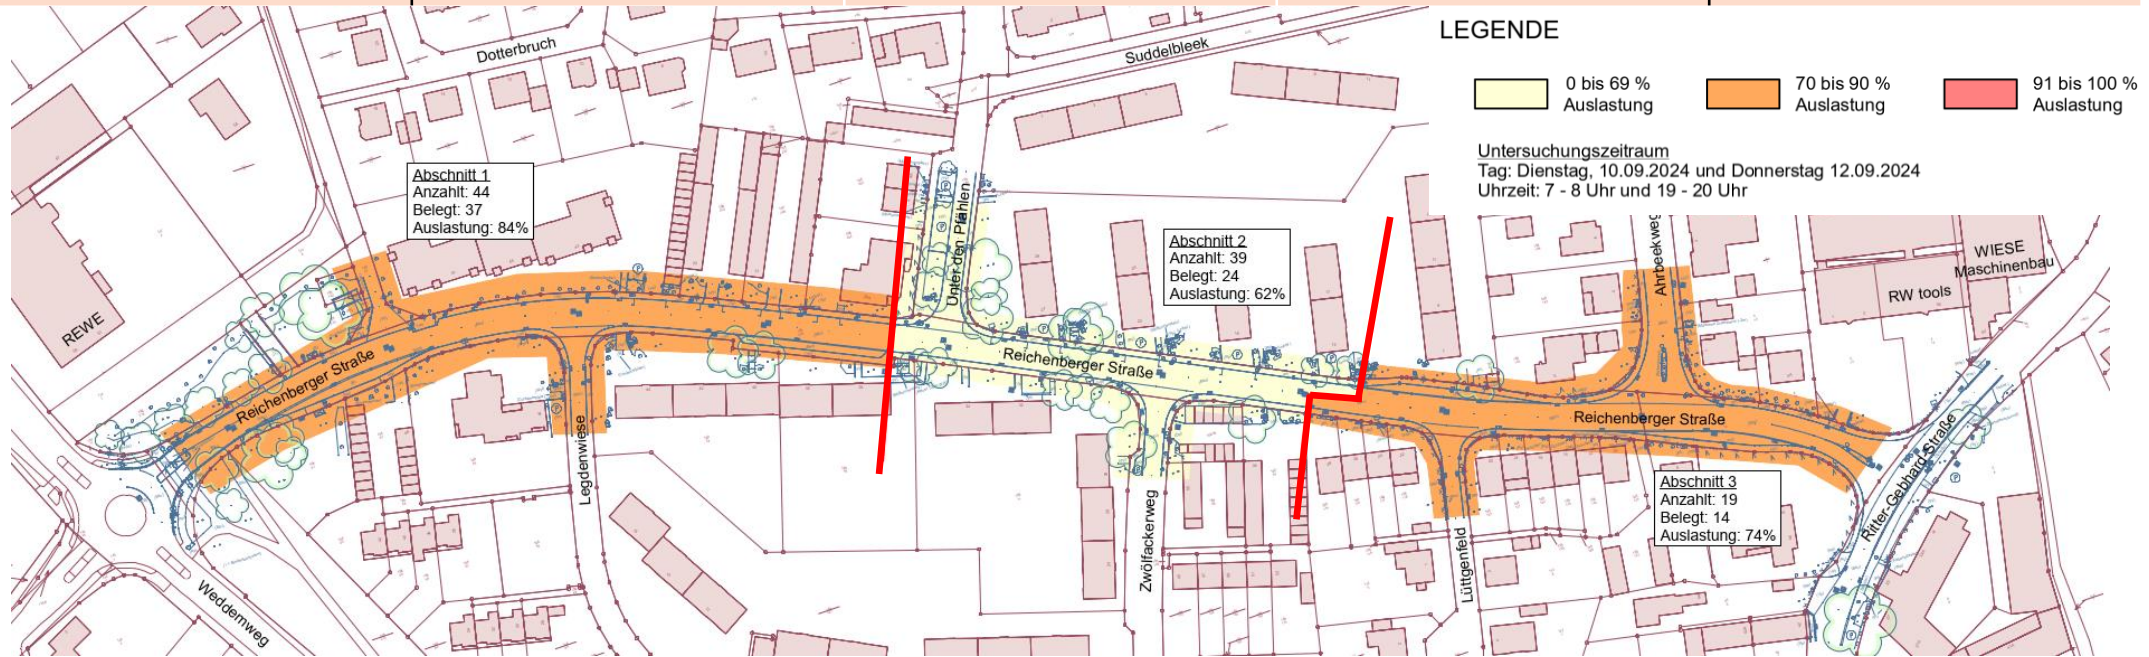 LEGENDE
0 bis 69 %
Auslastung
70 bis 90 %
Auslastung
91 bis 100 %
Auslastung
Untersuchungszeitraum
Tag: Dienstag, 10.09.2024 und Donnerstag 12.09.2024
Uhrzeit: 7 - 8 Uhr und 19 - 20 Uhr
Dotterbruch
Suddelbleek
Abschnitt 1
Anzahlt: 44
Belegt: 37
Auslastung: 84%
Unter den Pfählen
Abschnitt 2
Anzahlt: 39
Belegt: 24
Auslastung: 62%
Ahrbeekweg
WIESE
Maschinenbau
RW tools
REWE
Reichenberger Straße
Reichenberger Straße
Reichenberger Straße
Legdenwiese
Zwölfackerweg
Lüttgenfeld
Abschnitt 3
Anzahlt: 19
Belegt: 14
Auslastung: 74%
Ritter-Gebhard-Straße
Weddemweg